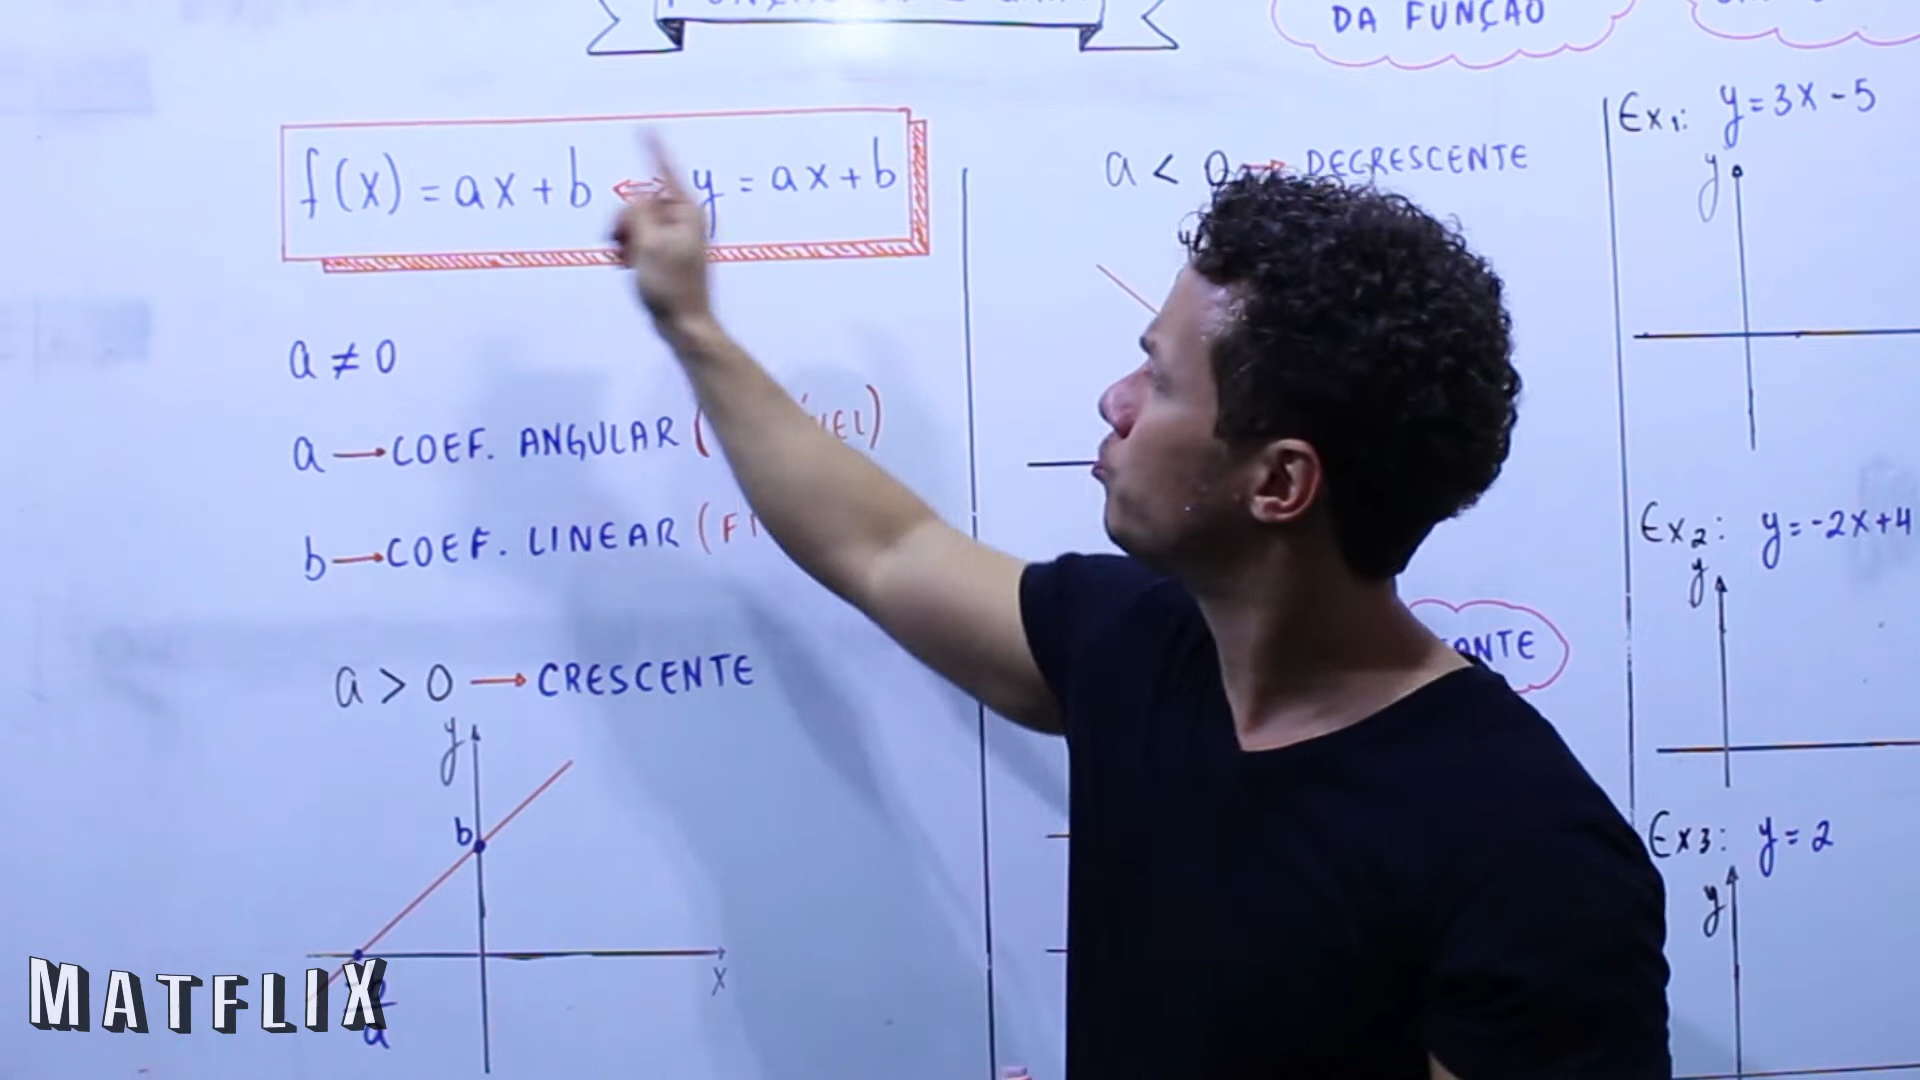 DA FUNÇÃO
f(x) = ax + b ⟷ y = ax + b
a ≠ 0
a → COEF. ANGULAR (
b → COEF. LINEAR (
a > 0 → CRESCENTE
y
b
x
a
a < 0 → DECRESCENTE
Ex1: y = 3x - 5
y
Ex2: y = -2x + 4
y
Ex3: y = 2
y
MATFLIX